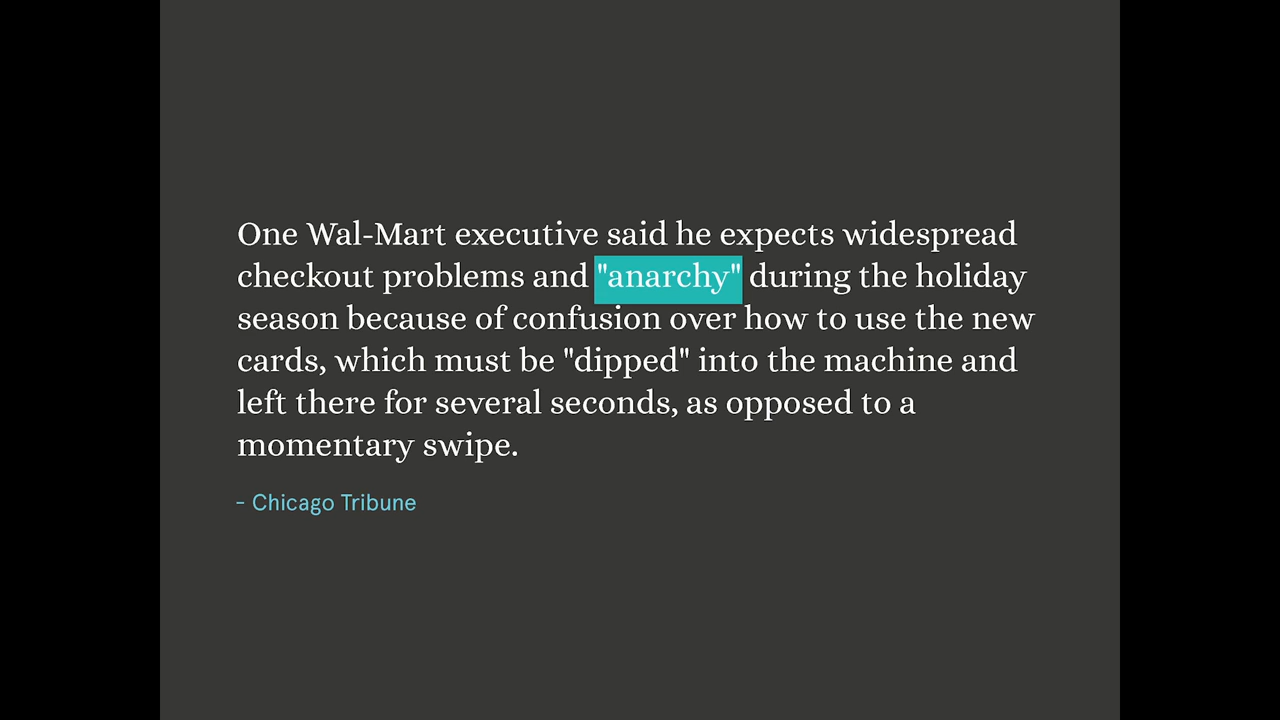 One Wal-Mart executive said he expects widespread
checkout problems and "anarchy" during the holiday
season because of confusion over how to use the new
cards, which must be "dipped" into the machine and
left there for several seconds, as opposed to a
momentary swipe.
- Chicago Tribune